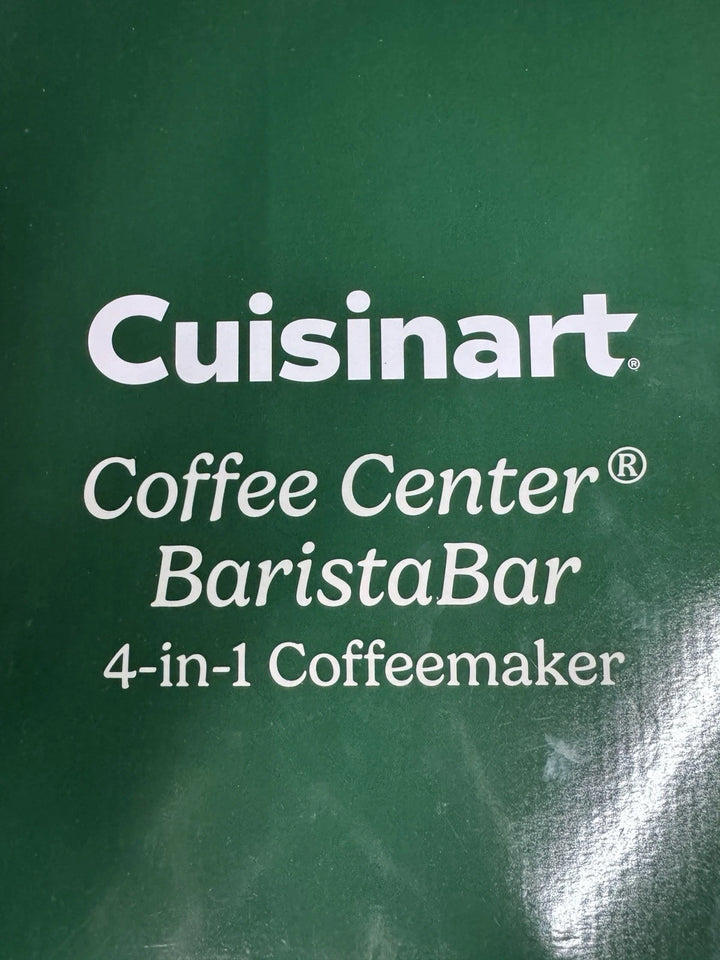 Cuisinart®
Coffee Center®
BaristaBar
4-in-1 Coffeemaker